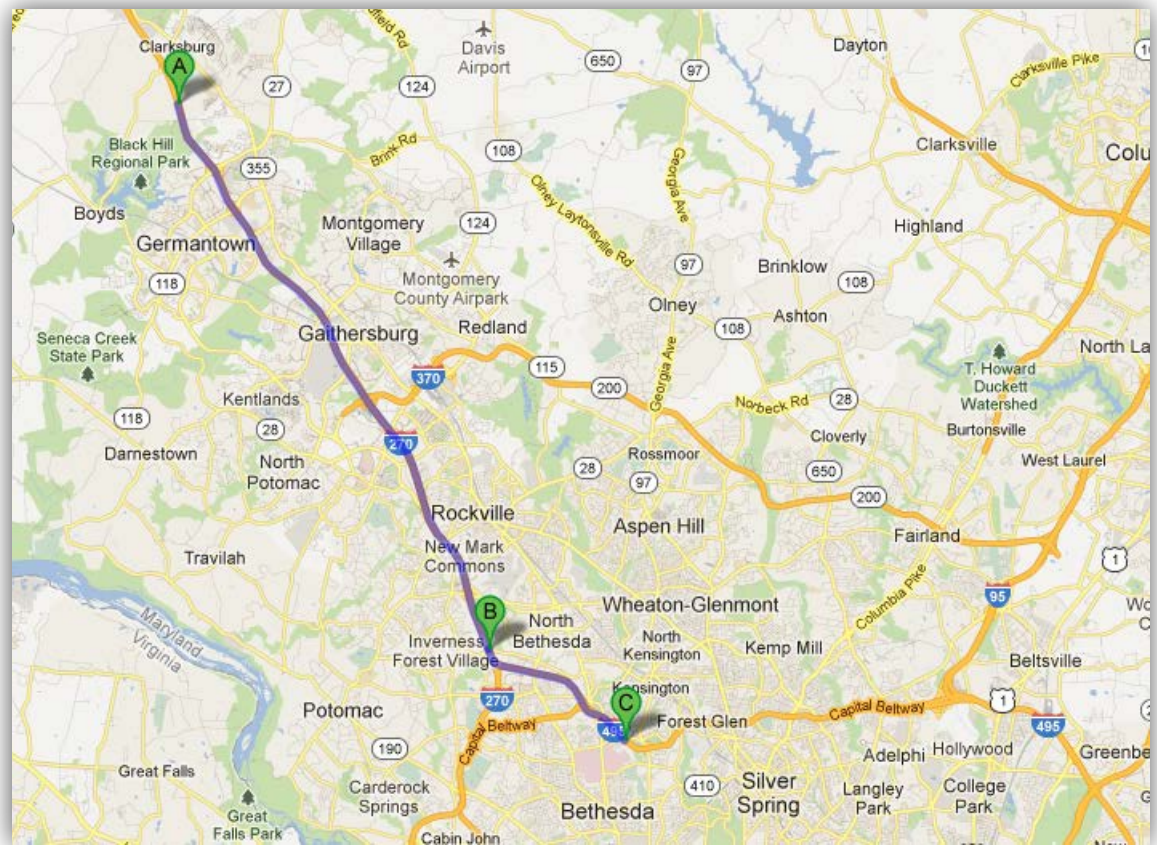 Clarksburg
A
Davis
Airport
650
97
Dayton
Clarksville Pike
27
124
Black Hill
Regional Park
355
Brink Rd
108
Georgia Ave
Clarksville
Boyds
Germantown
Montgomery
Village
124
Olney Laytonsville Rd
Highland
118
Montgomery
County Airpark
97
Brinklow
108
Olney
Gaithersburg
Redland
108
Ashton
Seneca Creek
State Park
370
115
200
Georgia Ave
T. Howard
Duckett
Watershed
Kentlands
Norbeck Rd
28
118
28
270
Burtonsville
Darnestown
North
Potomac
28
Rossmoor
Cloverly
650
West Laurel
97
200
Rockville
Aspen Hill
Fairland
Travilah
New Mark
Commons
1
Columbia Pike
95
Maryland
Virginia
B
Wheaton-Glenmont
Inverness
Forest Village
North
Bethesda
North
Kensington
Kemp Mill
Beltsville
Kensington
270
C
1
Potomac
Capital Beltway
495
Forest Glen
Capital Beltway
495
190
Adelphi
Hollywood
Great Falls
Carderock
Springs
410
Silver
Spring
Langley
Park
College
Park
Great
Falls Park
Bethesda
Cabin John